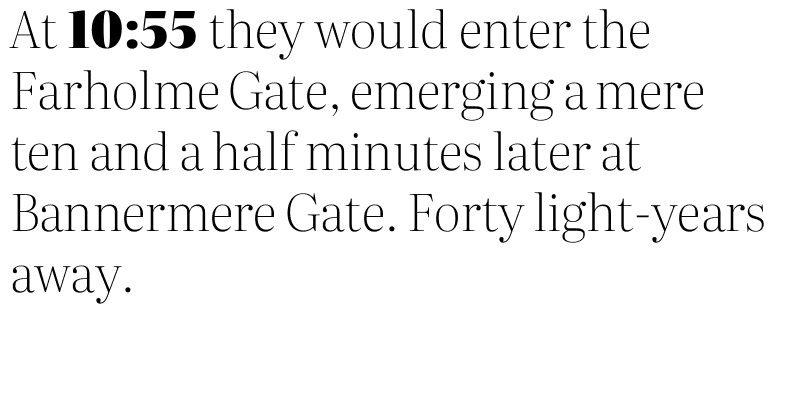 At 10:55 they would enter the
Farholme Gate, emerging a mere
ten and a half minutes later at
Bannermere Gate. Forty light-years
away.